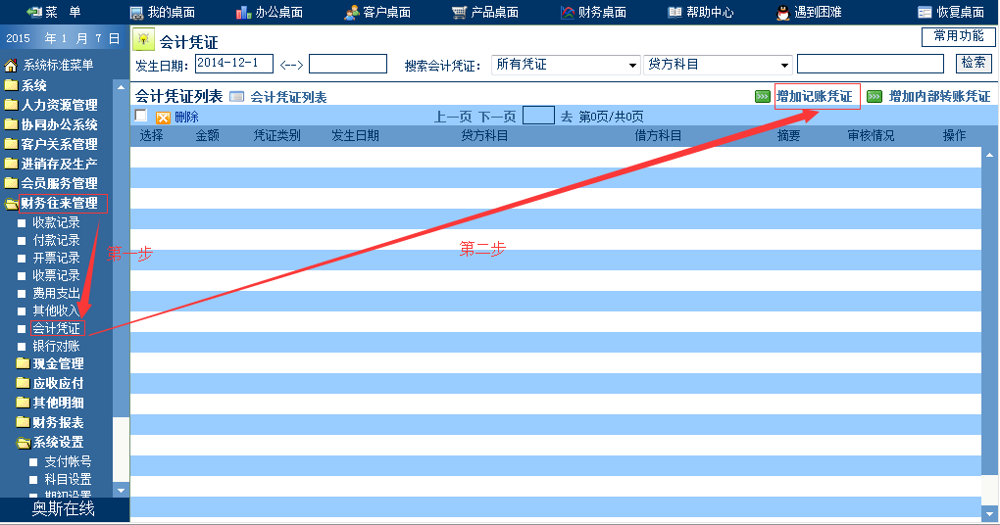 菜 单 我的桌面 办公桌面 客户桌面 产品桌面 财务桌面 帮助中心 遇到困难 恢复桌面
2015 年 1 月 7 日
系统标准菜单
系统
人力资源管理
协同办公系统
客户关系管理
进销存及生产
会员服务管理
财务往来管理
收款记录
付款记录
开票记录
收票记录
费用支出
其他收入
会计凭证
银行对账
现金管理
应收应付
其他明细
财务报表
系统设置
支付帐号
科目设置
期初设置
奥斯在线
会计凭证 常用功能
发生日期: 2014-12-1 <--> 搜索会计凭证: 所有凭证 贷方科目 检索
会计凭证列表 会计凭证列表 增加记账凭证 增加内部转账凭证
删除 上一页 下一页 去 第0页/共0页
选择 金额 凭证类别 发生日期 贷方科目 借方科目 摘要 审核情况 操作
第一步
第二步